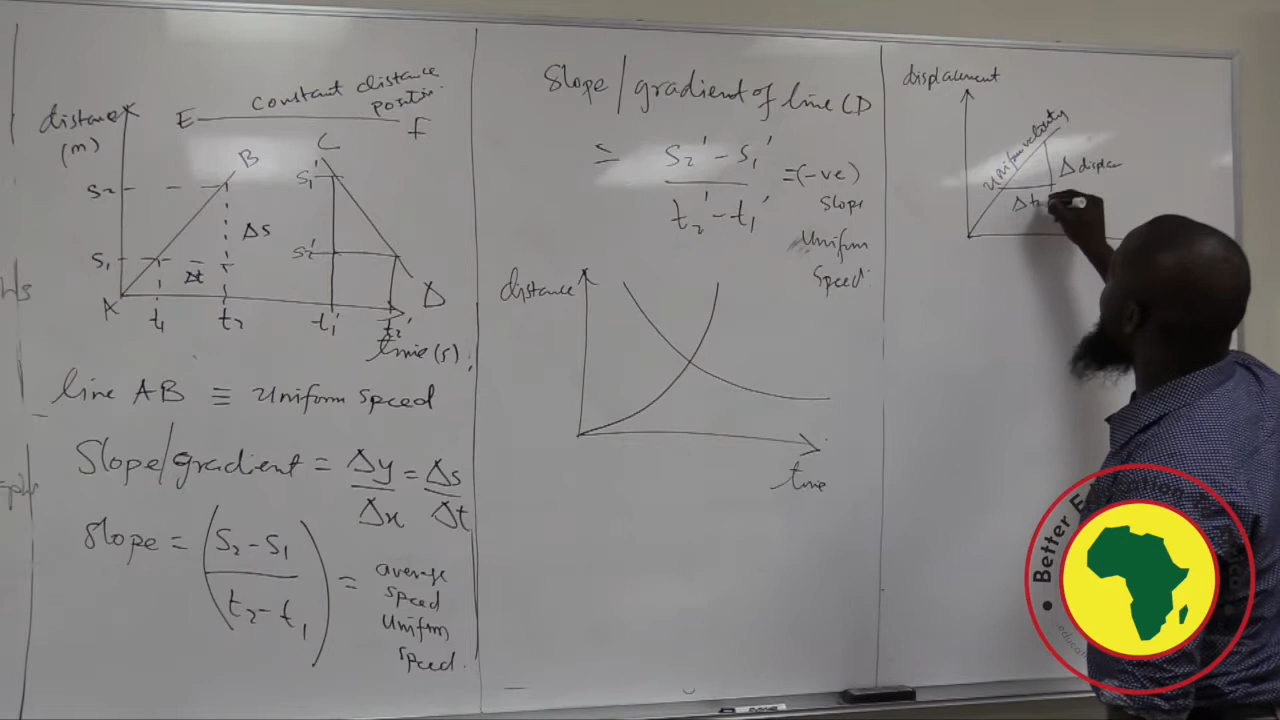 distance
(m)
E
constant distance
F
B
C
S₂
S₁'
ΔS
S₁
S₂'
Δt
A
D
t₁
t₂
t₁'
t₂'
time (s)
line AB ≡ Uniform speed
Slope/gradient = Δy/Δx = Δs/Δt
Slope = (S₂-S₁/t₂-t₁) = average
speed
Uniform
speed.
Slope/gradient of line CD
= S₂'-S₁'/t₂'-t₁' = (-ve)
slope
Uniform
Speed.
distance
time
displacement
Uniform velocity
Δ displan
Δt
Better